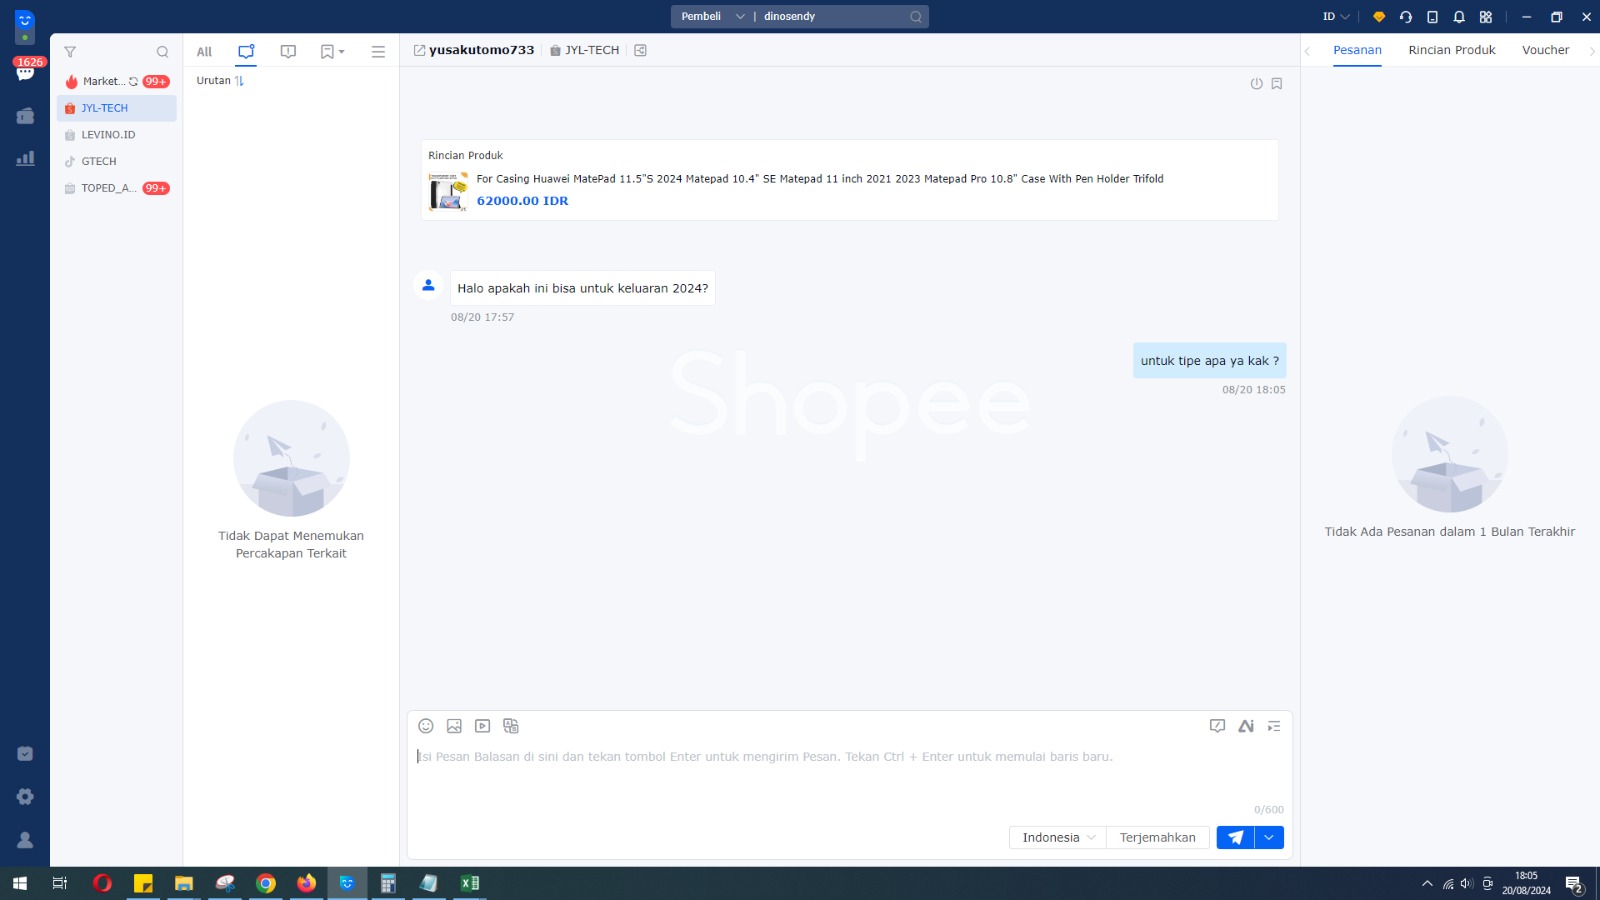 Pembeli | dinosendy
ID
1626
Market... 99+
JYL-TECH
LEVINO.ID
GTECH
TOPED_A... 99+
All
Urutan
Tidak Dapat Menemukan
Percakapan Terkait
yusakutomo733
JYL-TECH
Rincian Produk
For Casing Huawei MatePad 11.5"S 2024 Matepad 10.4" SE Matepad 11 inch 2021 2023 Matepad Pro 10.8" Case With Pen Holder Trifold
62000.00 IDR
Halo apakah ini bisa untuk keluaran 2024?
08/20 17:57
untuk tipe apa ya kak ?
08/20 18:05
Shopee
Isi Pesan Balasan di sini dan tekan tombol Enter untuk mengirim Pesan. Tekan Ctrl + Enter untuk memulai baris baru.
0/600
Indonesia
Terjemahkan
Pesanan
Rincian Produk
Voucher
Tidak Ada Pesanan dalam 1 Bulan Terakhir
18:05
20/08/2024
2